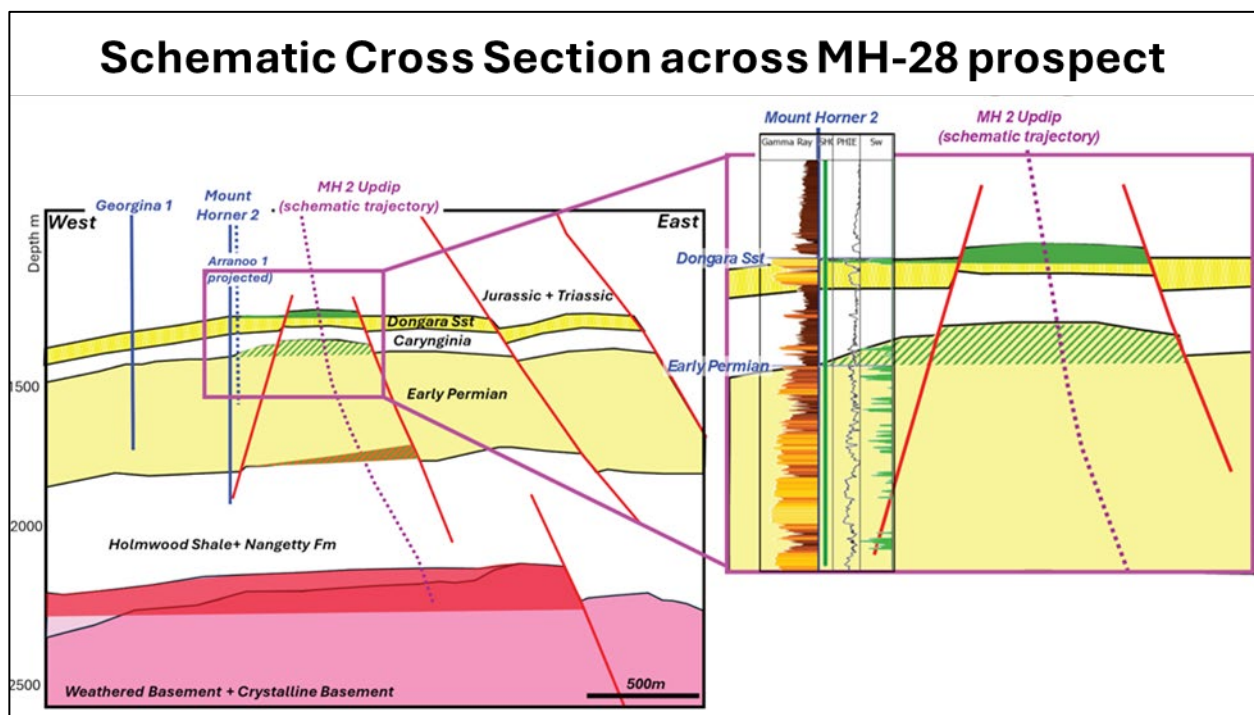 Schematic Cross Section across MH-28 prospect
Georgina 1
Mount
Horner 2
MH 2 Updip
(schematic trajectory)
West
East
Depth m
Arranoo 1
(projected)
Jurassic + Triassic
Dongara Sst
Carynginia
1500
Early Permian
2000
Holmwood Shale+ Nangetty Fm
2500
Weathered Basement + Crystalline Basement
500m
Mount Horner 2
MH 2 Updip
(schematic trajectory)
Gamma Ray
PHIE
Sw
Dongara Sst
Early Permian